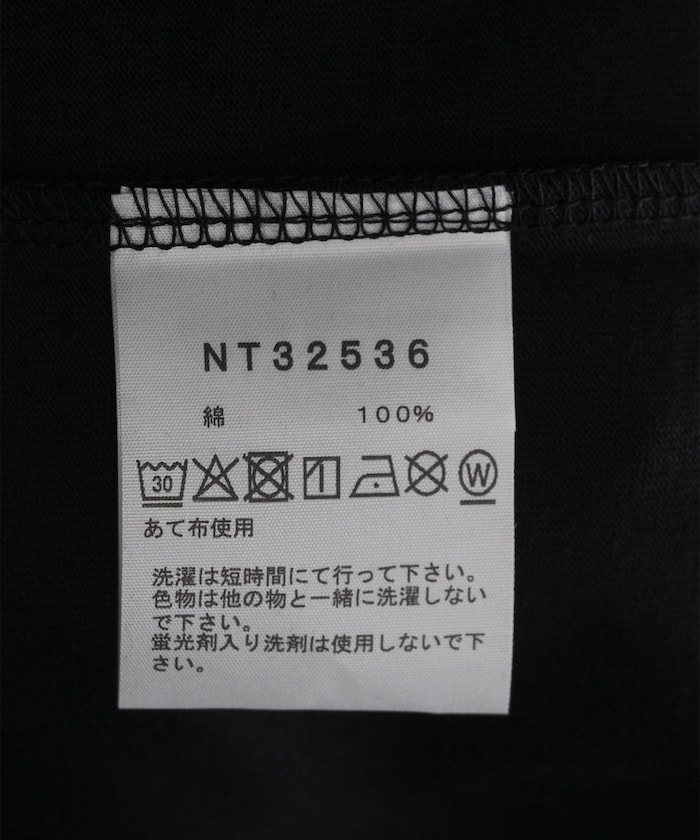 NT32536
綿 100%
30 W
あて布使用
洗濯は短時間にて行って下さい。
色物は他の物と一緒に洗濯しない
で下さい。
蛍光剤入り洗剤は使用しないで下
さい。